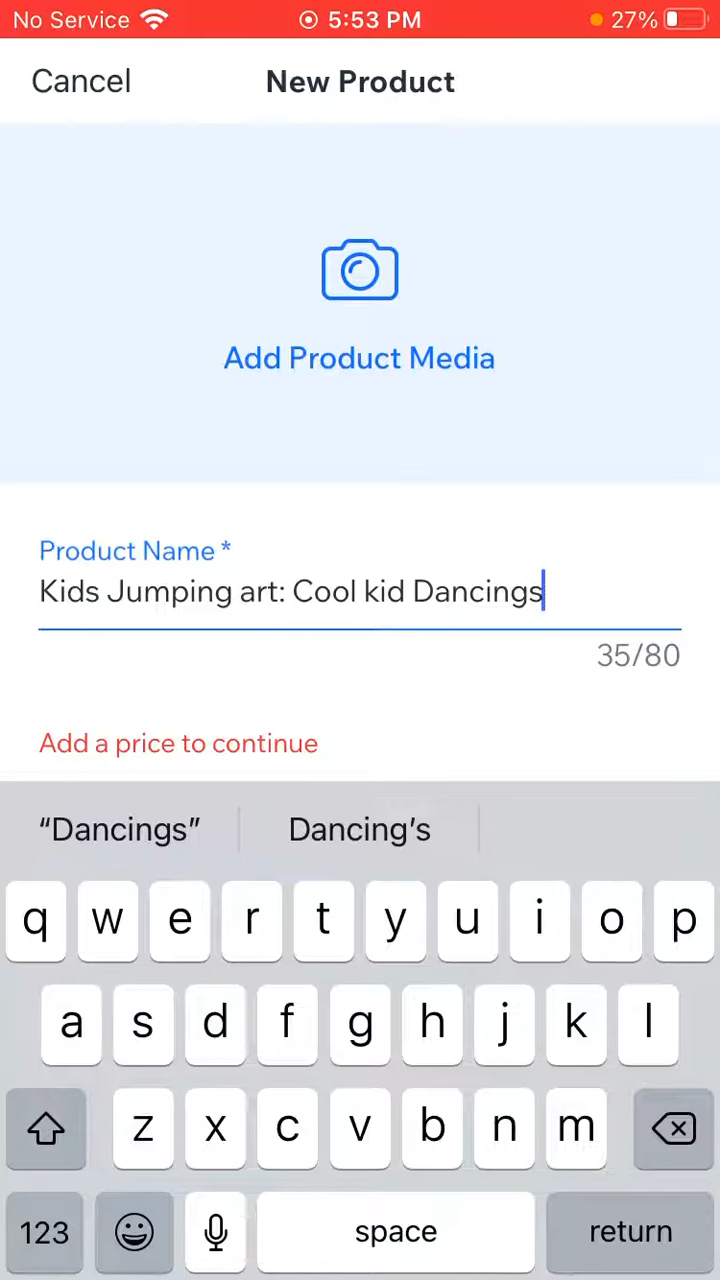 No Service 5:53 PM 27%
Cancel New Product
Add Product Media
Product Name *
Kids Jumping art: Cool kid Dancings
35/80
Add a price to continue
“Dancings” Dancing’s
q w e r t y u i o p
a s d f g h j k l
z x c v b n m
123 space return